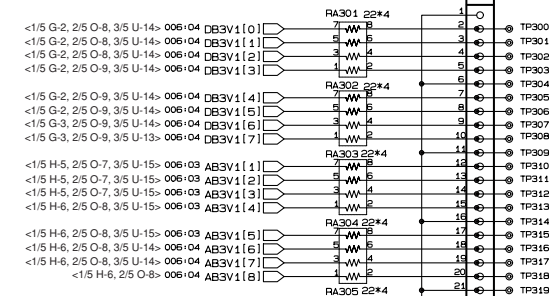 RA301 22*4
1
<1/5 G-2, 2/5 O-8, 3/5 U-14> 006:04 DB3V1[0] 7 8 2 TP300
<1/5 G-2, 2/5 O-8, 3/5 U-14> 006:04 DB3V1[1] 5 6 3 TP301
<1/5 G-2, 2/5 O-8, 3/5 U-14> 006:04 DB3V1[2] 3 4 4 TP302
<1/5 G-2, 2/5 O-9, 3/5 U-14> 006:04 DB3V1[3] 1 2 5 TP303
RA302 22*4 6 TP304
<1/5 G-2, 2/5 O-9, 3/5 U-14> 006:04 DB3V1[4] 7 8 7 TP305
<1/5 G-2, 2/5 O-9, 3/5 U-14> 006:04 DB3V1[5] 5 6 8 TP306
<1/5 G-3, 2/5 O-9, 3/5 U-14> 006:04 DB3V1[6] 3 4 9 TP307
<1/5 G-3, 2/5 O-9, 3/5 U-13> 006:04 DB3V1[7] 1 2 10 TP308
RA303 22*4 11 TP309
<1/5 H-5, 2/5 O-7, 3/5 U-15> 006:03 AB3V1[1] 7 8 12 TP310
<1/5 H-5, 2/5 O-7, 3/5 U-15> 006:03 AB3V1[2] 5 6 13 TP311
<1/5 H-5, 2/5 O-7, 3/5 U-14> 006:03 AB3V1[3] 3 4 14 TP312
<1/5 H-6, 2/5 O-8, 3/5 U-15> 006:03 AB3V1[4] 1 2 15 TP313
RA304 22*4 16 TP314
<1/5 H-6, 2/5 O-8, 3/5 U-15> 006:03 AB3V1[5] 7 8 17 TP315
<1/5 H-6, 2/5 O-8, 3/5 U-14> 006:04 AB3V1[6] 5 6 18 TP316
<1/5 H-6, 2/5 O-8, 3/5 U-14> 006:04 AB3V1[7] 3 4 19 TP317
<1/5 H-6, 2/5 O-8> 006:04 AB3V1[8] 1 2 20 TP318
RA305 22*4 21 TP319